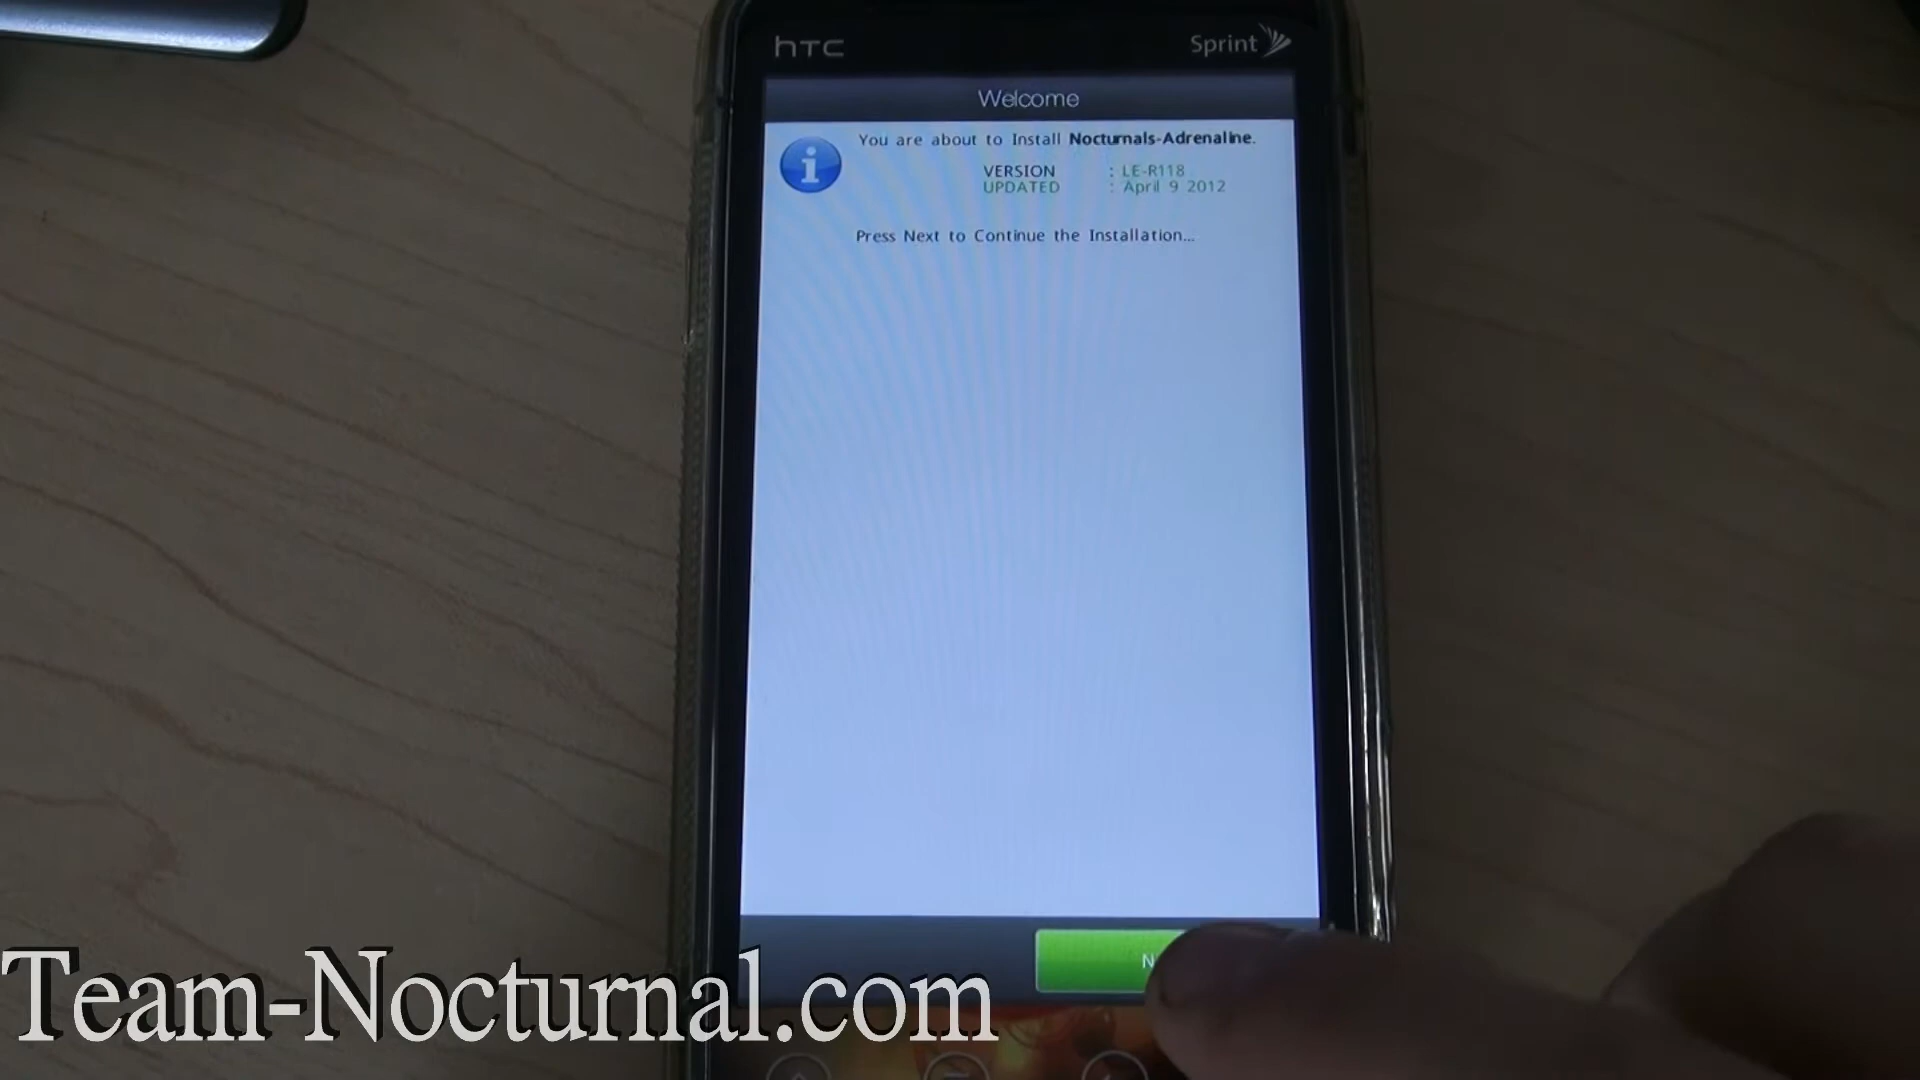 hTC
Sprint
Welcome
You are about to Install Nocturnals-Adrenaline.
VERSION : LE-R118
UPDATED : April 9 2012
Press Next to Continue the Installation...
Team-Nocturnal.com